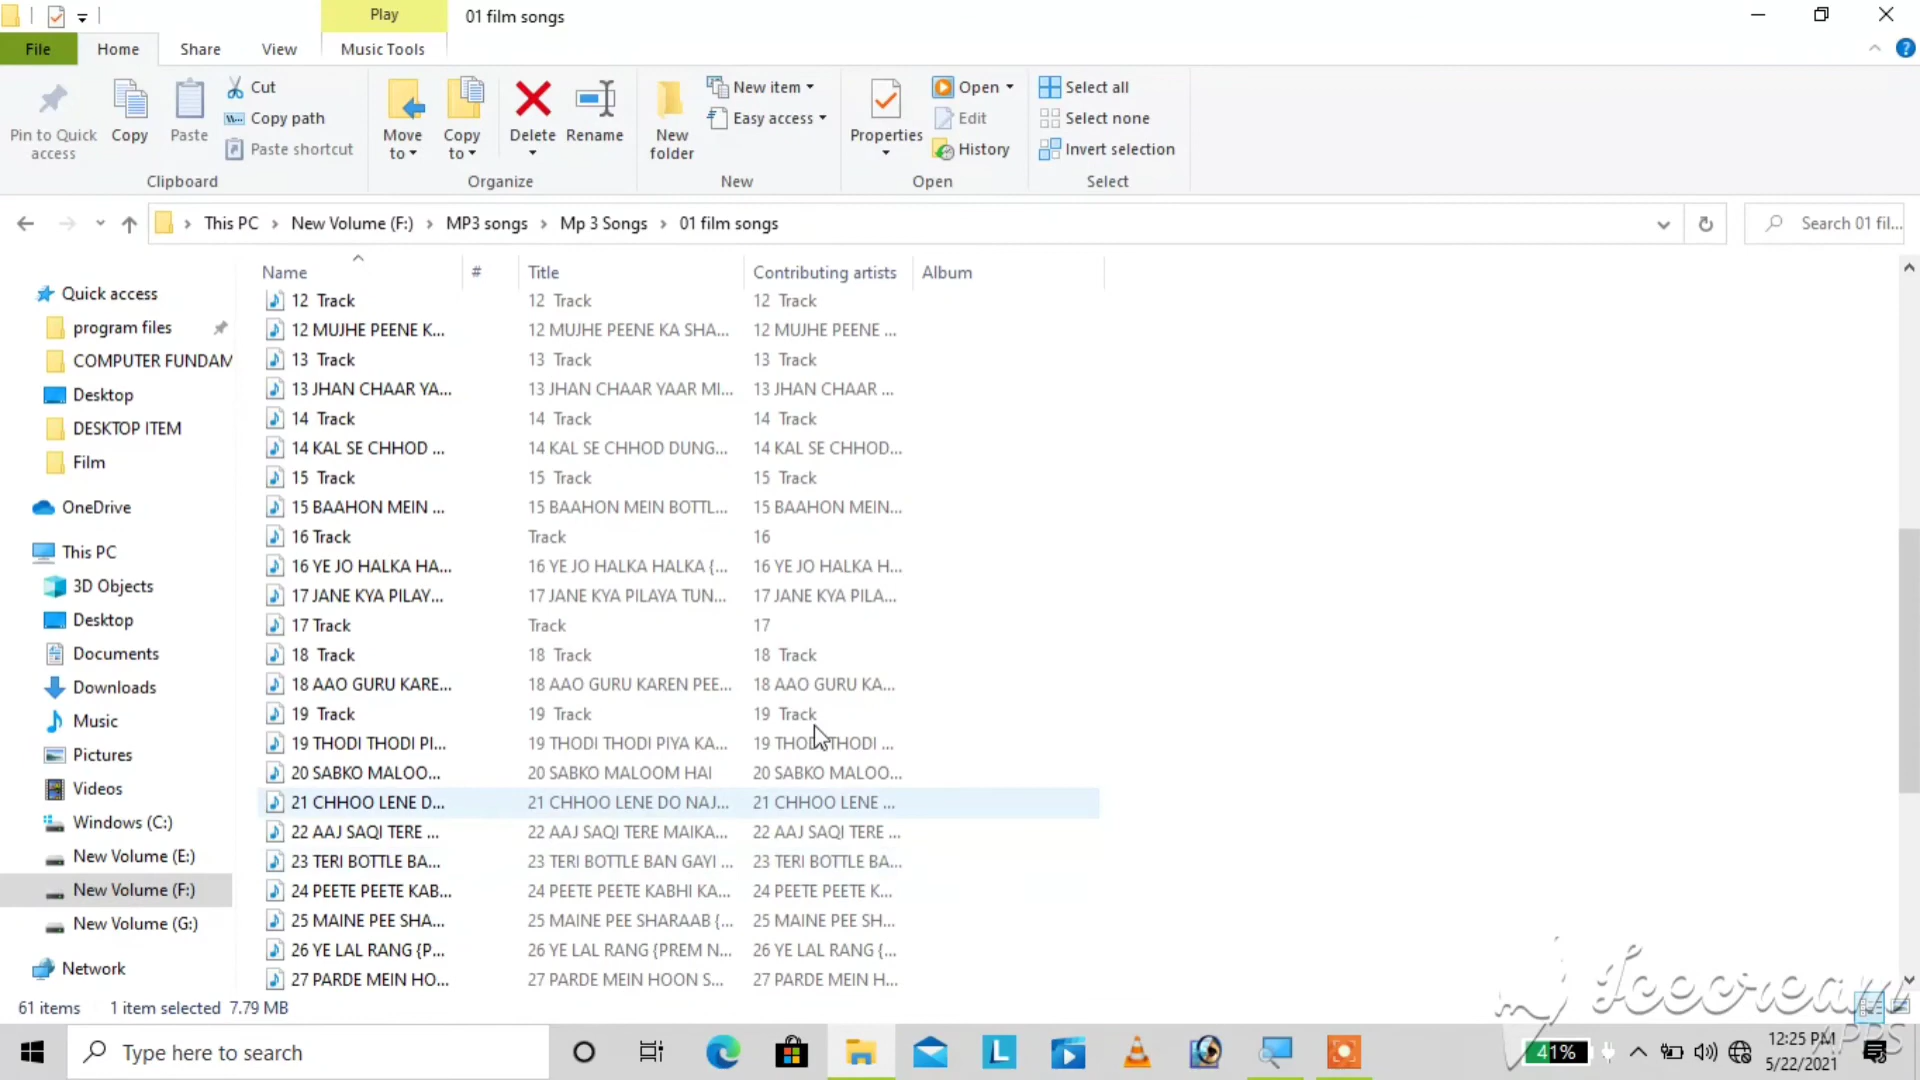 Play
01 film songs
File
Home
Share
View
Music Tools
Pin to Quick access
Copy
Paste
Cut
Copy path
Paste shortcut
Clipboard
Move to
Copy to
Delete
Rename
Organize
New folder
New item
Easy access
New
Properties
Open
Edit
History
Open
Select all
Select none
Invert selection
Select
This PC > New Volume (F:) > MP3 songs > Mp 3 Songs > 01 film songs
Search 01 fil...
Name # Title Contributing artists Album
12 Track 12 Track 12 Track
12 MUJHE PEENE K... 12 MUJHE PEENE KA SHA... 12 MUJHE PEENE ...
13 Track 13 Track 13 Track
13 JHAN CHAAR YA... 13 JHAN CHAAR YAAR MI... 13 JHAN CHAAR ...
14 Track 14 Track 14 Track
14 KAL SE CHHOD ... 14 KAL SE CHHOD DUNG... 14 KAL SE CHHOD...
15 Track 15 Track 15 Track
15 BAAHON MEIN ... 15 BAAHON MEIN BOTTL... 15 BAAHON MEIN...
16 Track Track 16
16 YE JO HALKA HA... 16 YE JO HALKA HALKA {... 16 YE JO HALKA H...
17 JANE KYA PILAY... 17 JANE KYA PILAYA TUN... 17 JANE KYA PILA...
17 Track Track 17
18 Track 18 Track 18 Track
18 AAO GURU KARE... 18 AAO GURU KAREN PEE... 18 AAO GURU KA...
19 Track 19 Track 19 Track
19 THODI THODI PI... 19 THODI THODI PIYA KA... 19 THODI THODI ...
20 SABKO MALOO... 20 SABKO MALOOM HAI 20 SABKO MALOO...
21 CHHOO LENE D... 21 CHHOO LENE DO NAJ... 21 CHHOO LENE ...
22 AAJ SAQI TERE ... 22 AAJ SAQI TERE MAIKA... 22 AAJ SAQI TERE ...
23 TERI BOTTLE BA... 23 TERI BOTTLE BAN GAYI ... 23 TERI BOTTLE BA...
24 PEETE PEETE KAB... 24 PEETE PEETE KABHI KA... 24 PEETE PEETE K...
25 MAINE PEE SHA... 25 MAINE PEE SHARAAB {... 25 MAINE PEE SH...
26 YE LAL RANG {P... 26 YE LAL RANG {PREM N... 26 YE LAL RANG {...
27 PARDE MEIN HO... 27 PARDE MEIN HOON S... 27 PARDE MEIN H...
Quick access
program files
COMPUTER FUNDAM
Desktop
DESKTOP ITEM
Film
OneDrive
This PC
3D Objects
Desktop
Documents
Downloads
Music
Pictures
Videos
Windows (C:)
New Volume (E:)
New Volume (F:)
New Volume (G:)
Network
61 items 1 item selected 7.79 MB
Icecream
APPS
Type here to search
L
41%
12:25 PM
5/22/2021